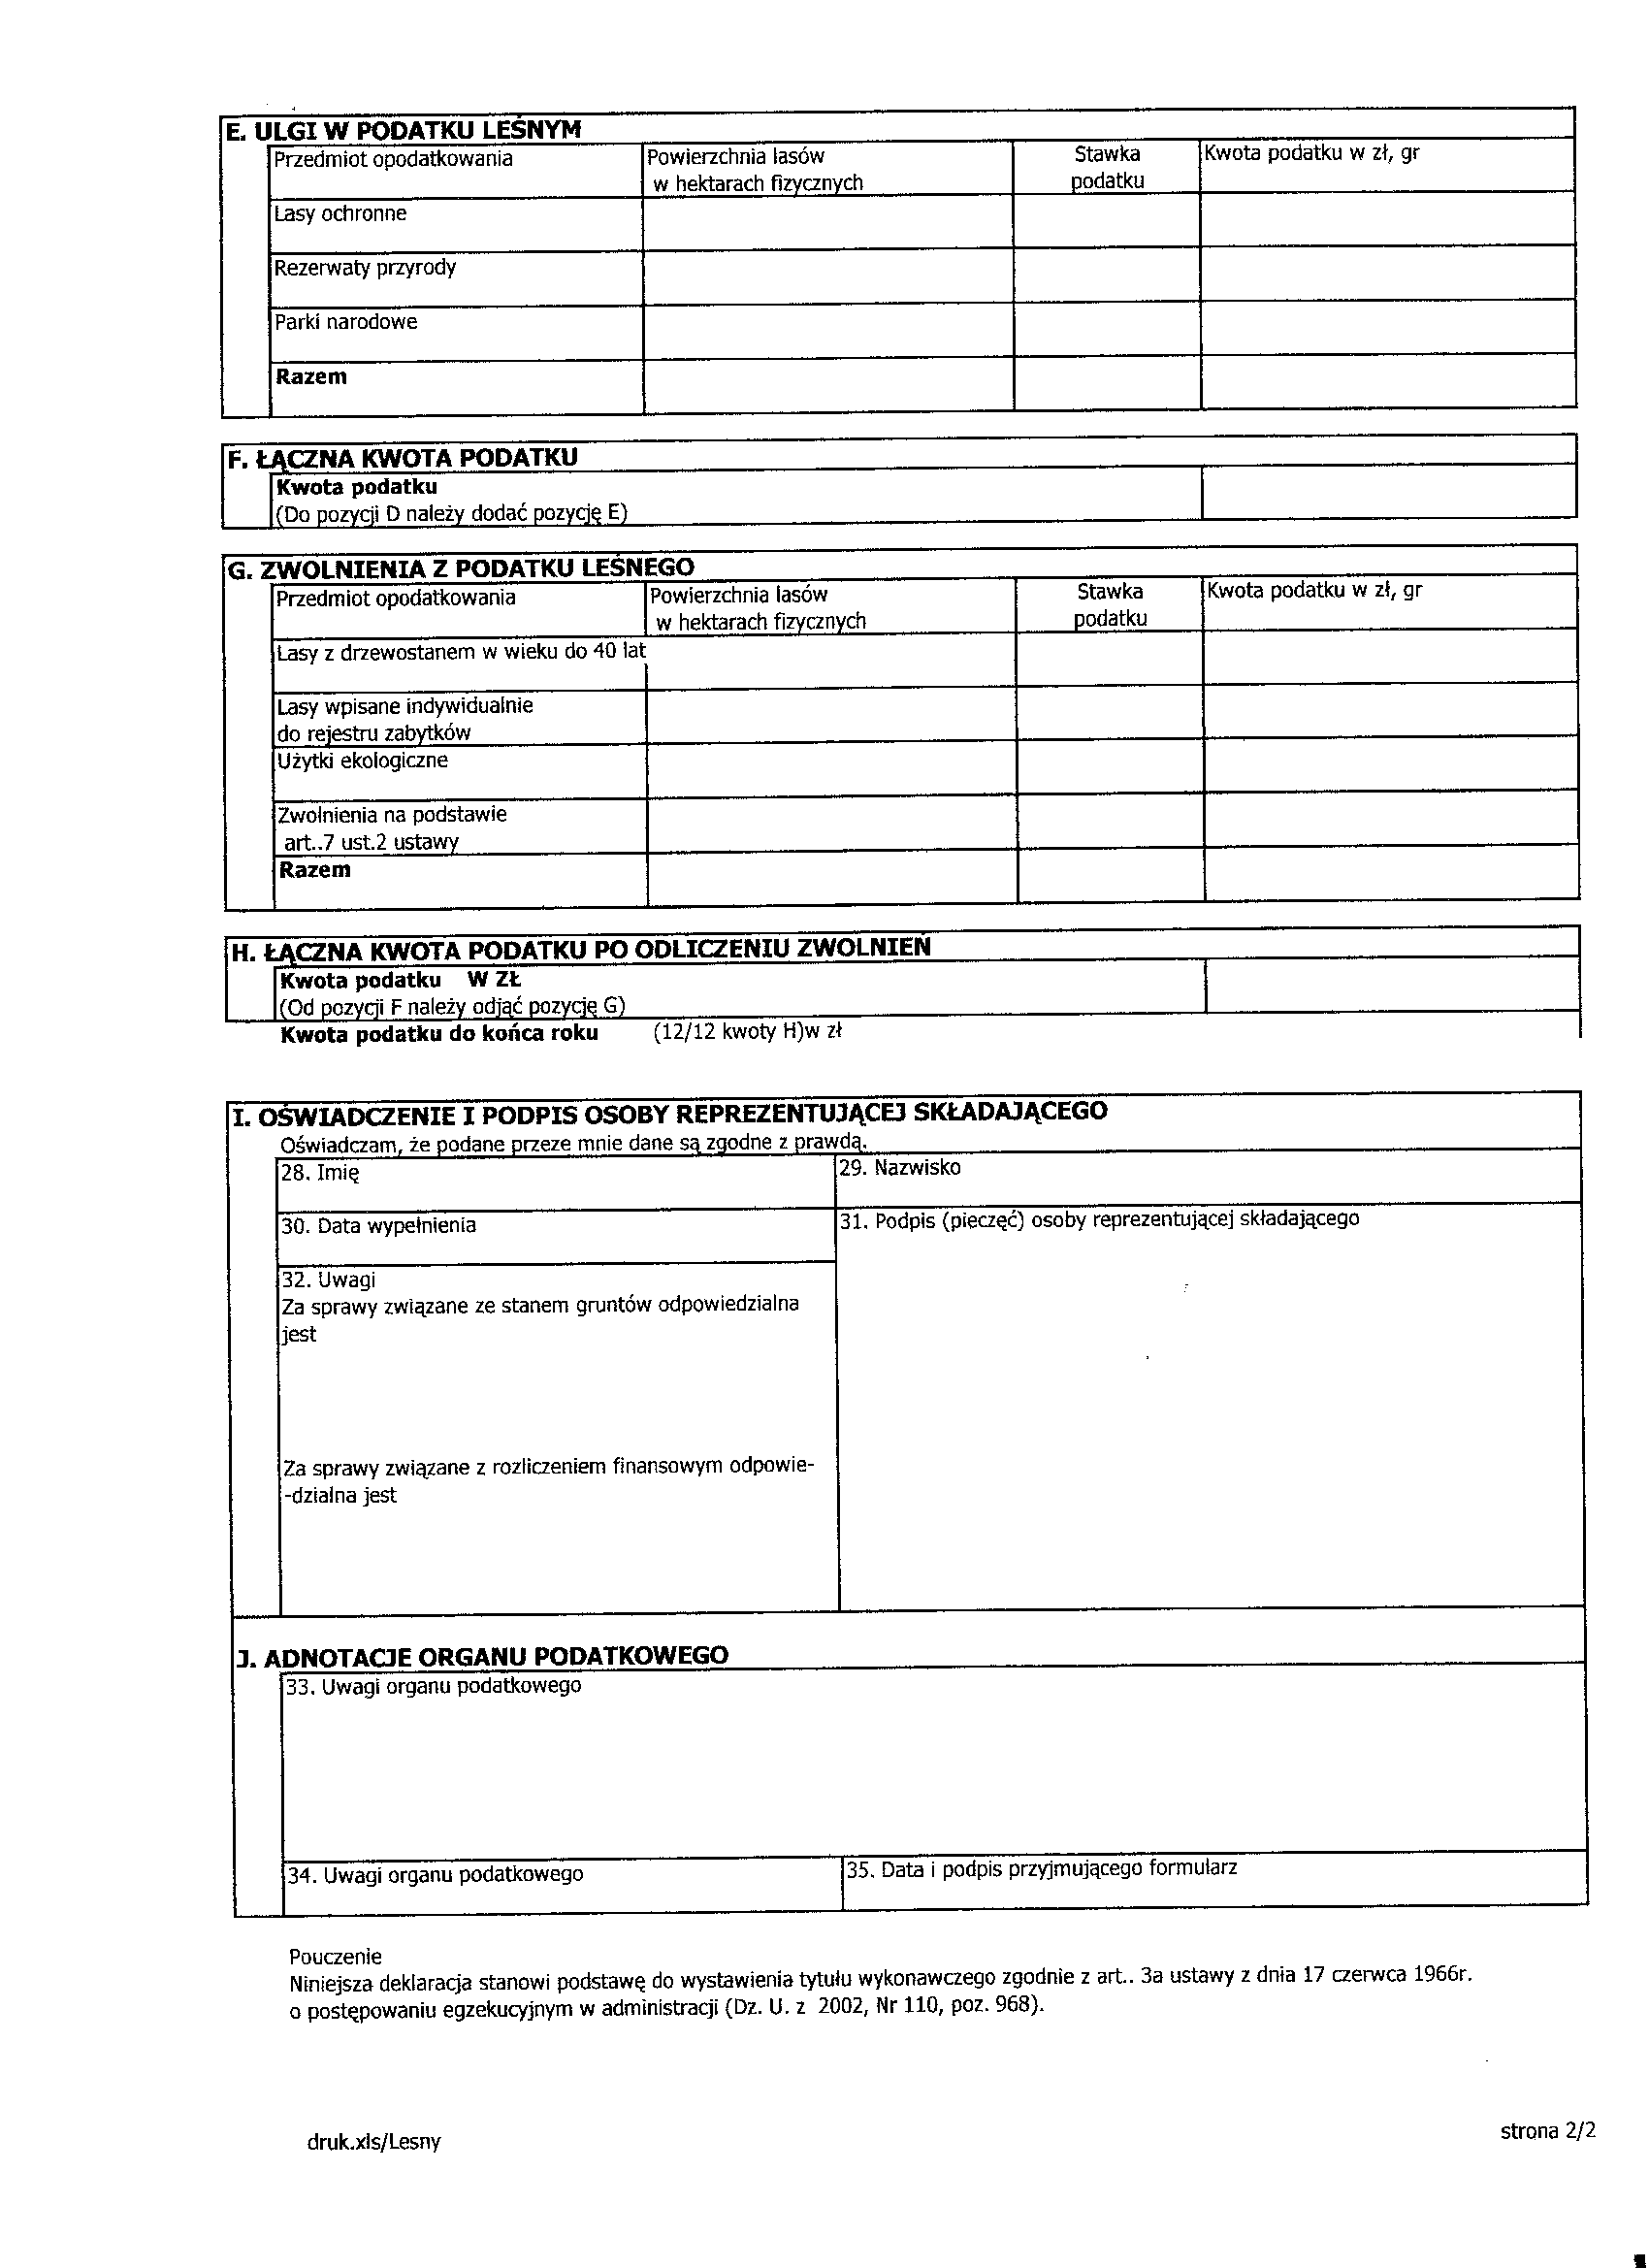 E. ULGI W PODATKU LEŚNYM
Przedmiot opodatkowania Powierzchnia lasów Stawka Kwota podatku w zł, gr
w hektarach fizycznych podatku
Lasy ochronne
Rezerwaty przyrody
Parki narodowe
Razem
F. ŁĄCZNA KWOTA PODATKU
Kwota podatku
(Do pozycji D należy dodać pozycję E)
G. ZWOLNIENIA Z PODATKU LEŚNEGO
Przedmiot opodatkowania Powierzchnia lasów Stawka Kwota podatku w zł, gr
w hektarach fizycznych podatku
Lasy z drzewostanem w wieku do 40 lat
Lasy wpisane indywidualnie
do rejestru zabytków
Użytki ekologiczne
Zwolnienia na podstawie
art..7 ust.2 ustawy
Razem
H. ŁĄCZNA KWOTA PODATKU PO ODLICZENIU ZWOLNIEŃ
Kwota podatku W ZŁ
(Od pozycji F należy odjąć pozycję G)
Kwota podatku do końca roku (12/12 kwoty H)w zł
I. OŚWIADCZENIE I PODPIS OSOBY REPREZENTUJĄCEJ SKŁADAJĄCEGO
Oświadczam, że podane przeze mnie dane są zgodne z prawdą.
28. Imię 29. Nazwisko
30. Data wypełnienia 31. Podpis (pieczęć) osoby reprezentującej składającego
32. Uwagi
Za sprawy związane ze stanem gruntów odpowiedzialna
jest
Za sprawy związane z rozliczeniem finansowym odpowie-
-dzialna jest
J. ADNOTACJE ORGANU PODATKOWEGO
33. Uwagi organu podatkowego
34. Uwagi organu podatkowego 35. Data i podpis przyjmującego formularz
Pouczenie
Niniejsza deklaracja stanowi podstawę do wystawienia tytułu wykonawczego zgodnie z art.. 3a ustawy z dnia 17 czerwca 1966r.
o postępowaniu egzekucyjnym w administracji (Dz. U. z 2002, Nr 110, poz. 968).
druk.xls/Lesny strona 2/2